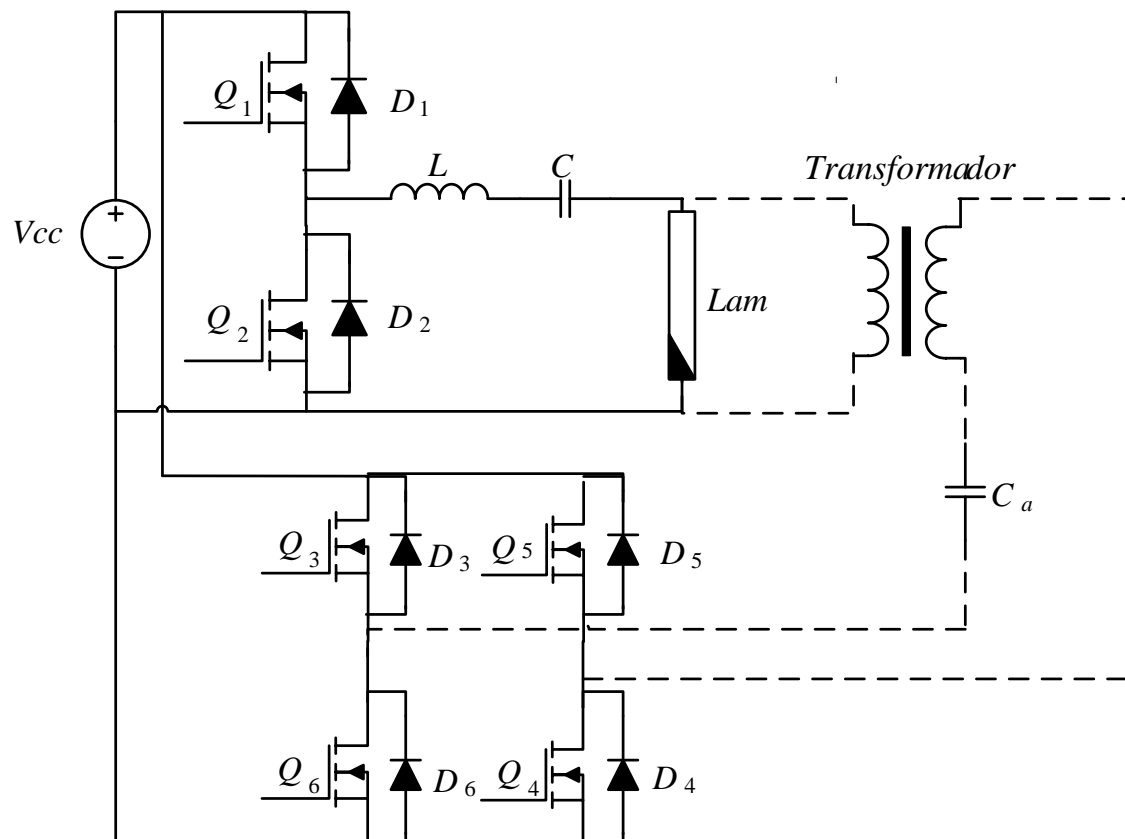 Q1
D1
L
C
Transformador
Vcc
+
−
Q2
D2
Lam
Ca
Q3
D3
Q5
D5
Q6
D6
Q4
D4